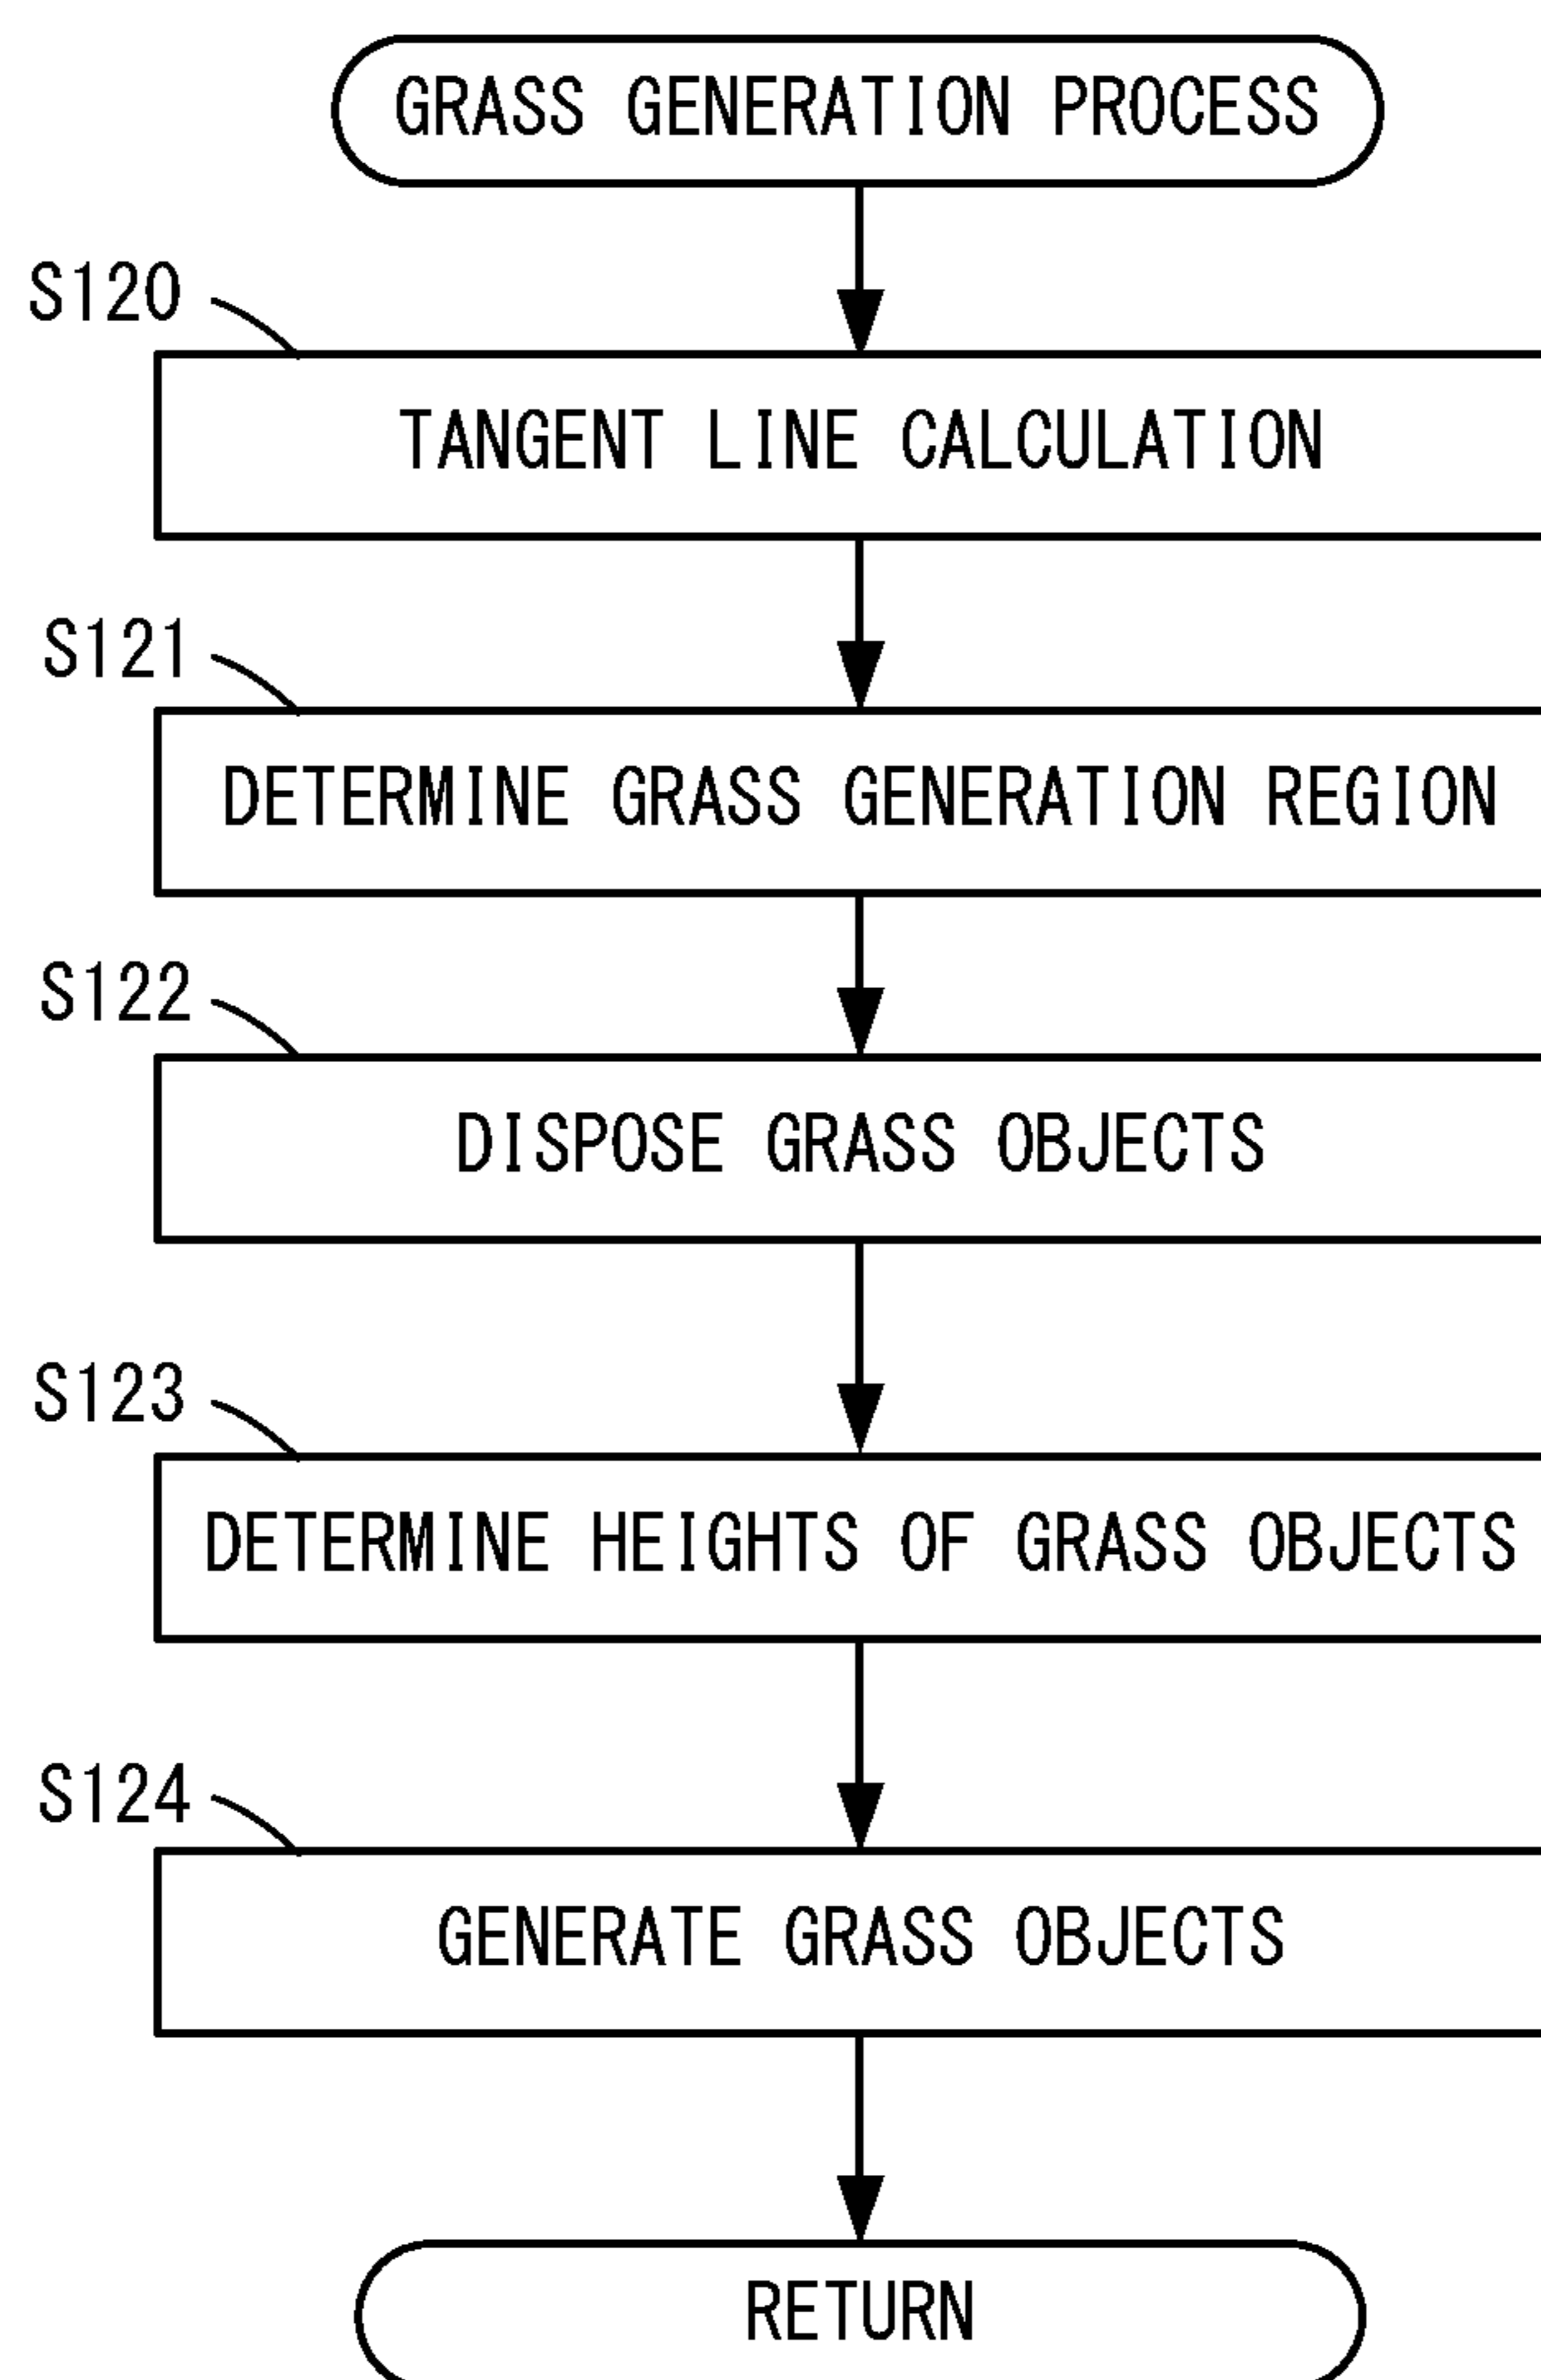 GRASS GENERATION PROCESS
S120
TANGENT LINE CALCULATION
S121
DETERMINE GRASS GENERATION REGION
S122
DISPOSE GRASS OBJECTS
S123
DETERMINE HEIGHTS OF GRASS OBJECTS
S124
GENERATE GRASS OBJECTS
RETURN